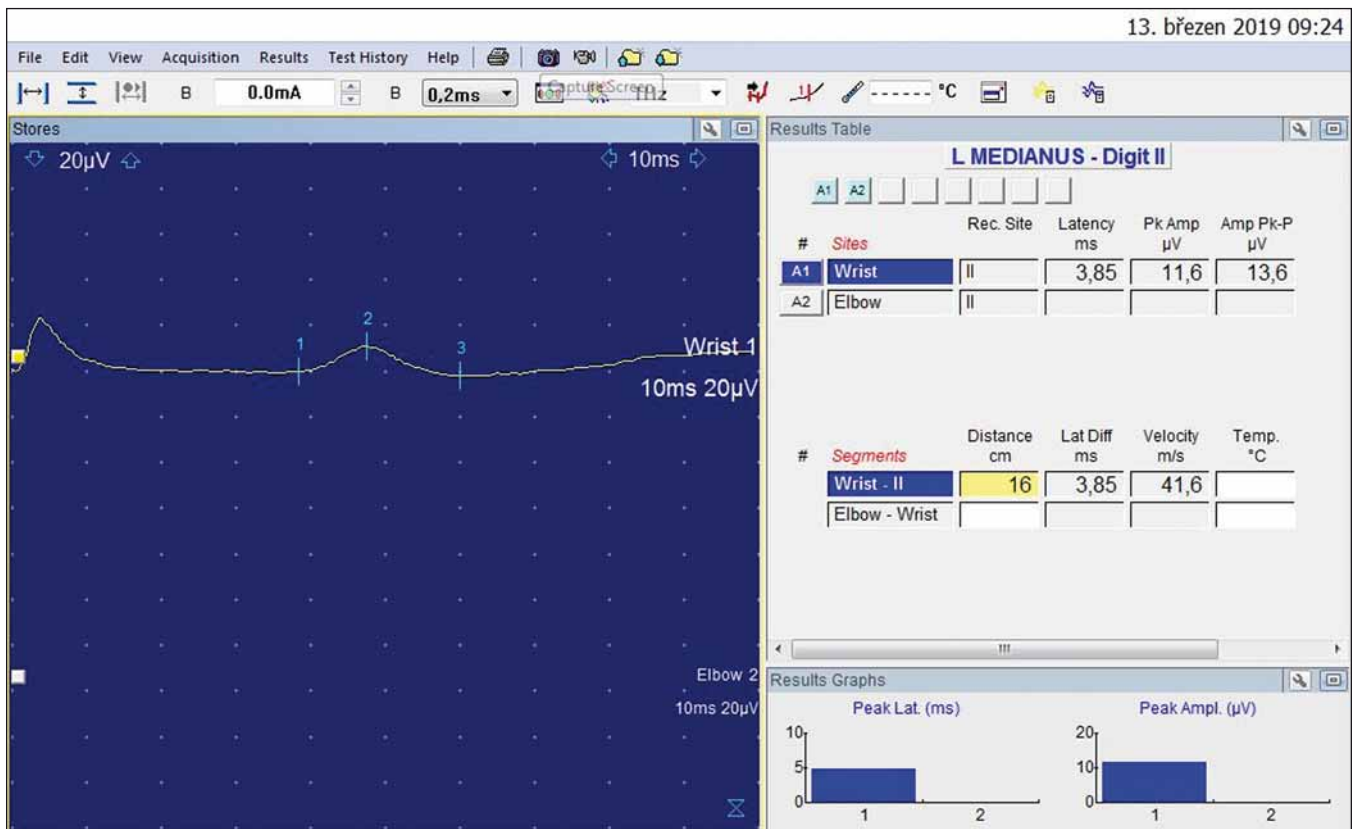 13. březen 2019 09:24
File Edit View Acquisition Results Test History Help
B 0.0mA B 0,2ms Hz ------ °C
Capture Screen
Stores
20µV 10ms
1 2 3
Wrist 1
10ms 20µV
Elbow 2
10ms 20µV
Results Table
L MEDIANUS - Digit II
A1 A2
Rec. Site Latency Pk Amp Amp Pk-P
# Sites ms µV µV
A1 Wrist II 3,85 11,6 13,6
A2 Elbow II
Distance Lat Diff Velocity Temp.
# Segments cm ms m/s °C
Wrist - II 16 3,85 41,6
Elbow - Wrist
Results Graphs
Peak Lat. (ms) Peak Ampl. (µV)
10 20
5 10
0 0
1 2 1 2